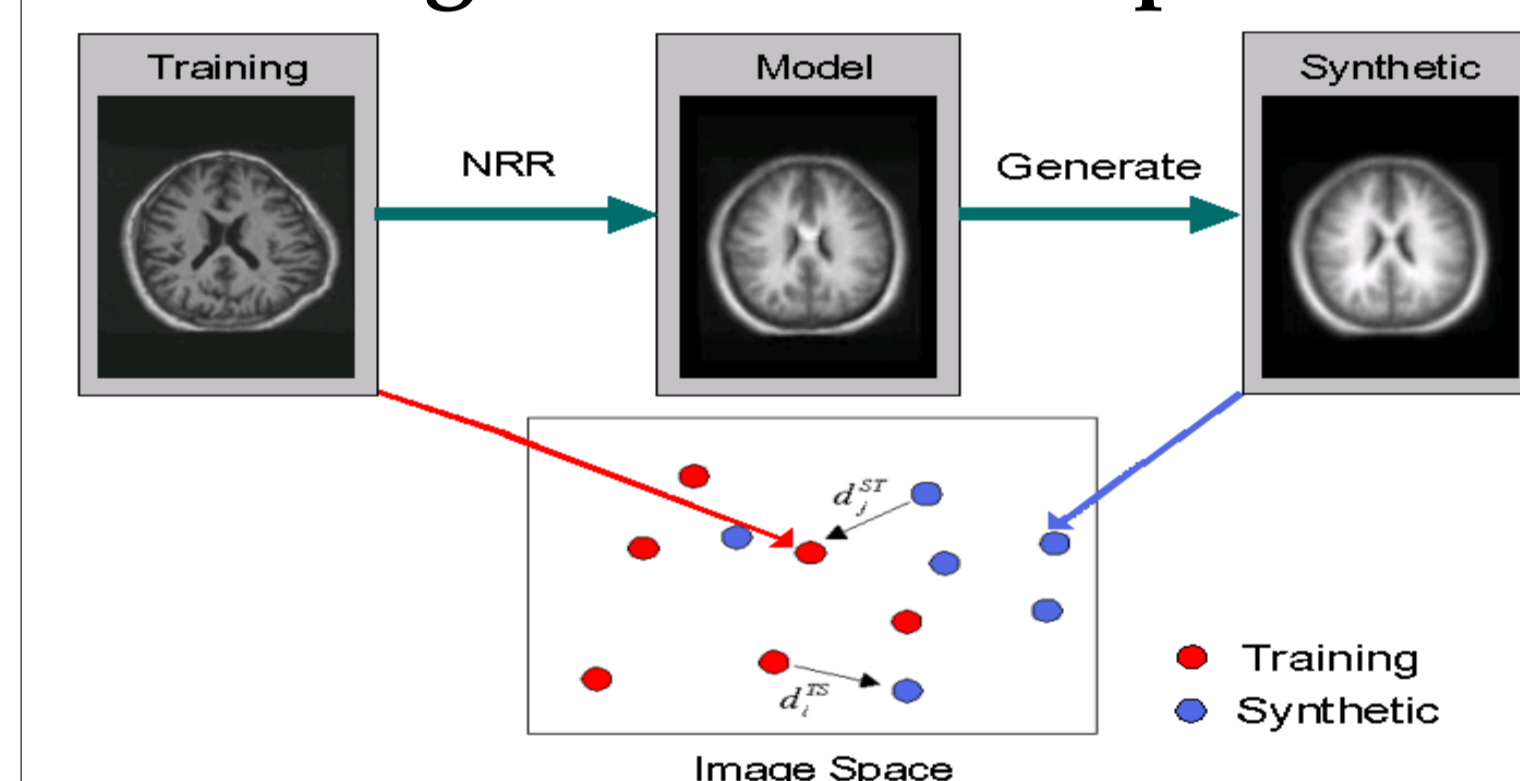 Training
Model
Synthetic
NRR
Generate
d_j^{ST}
d_i^{TS}
Training
Synthetic
Image Space